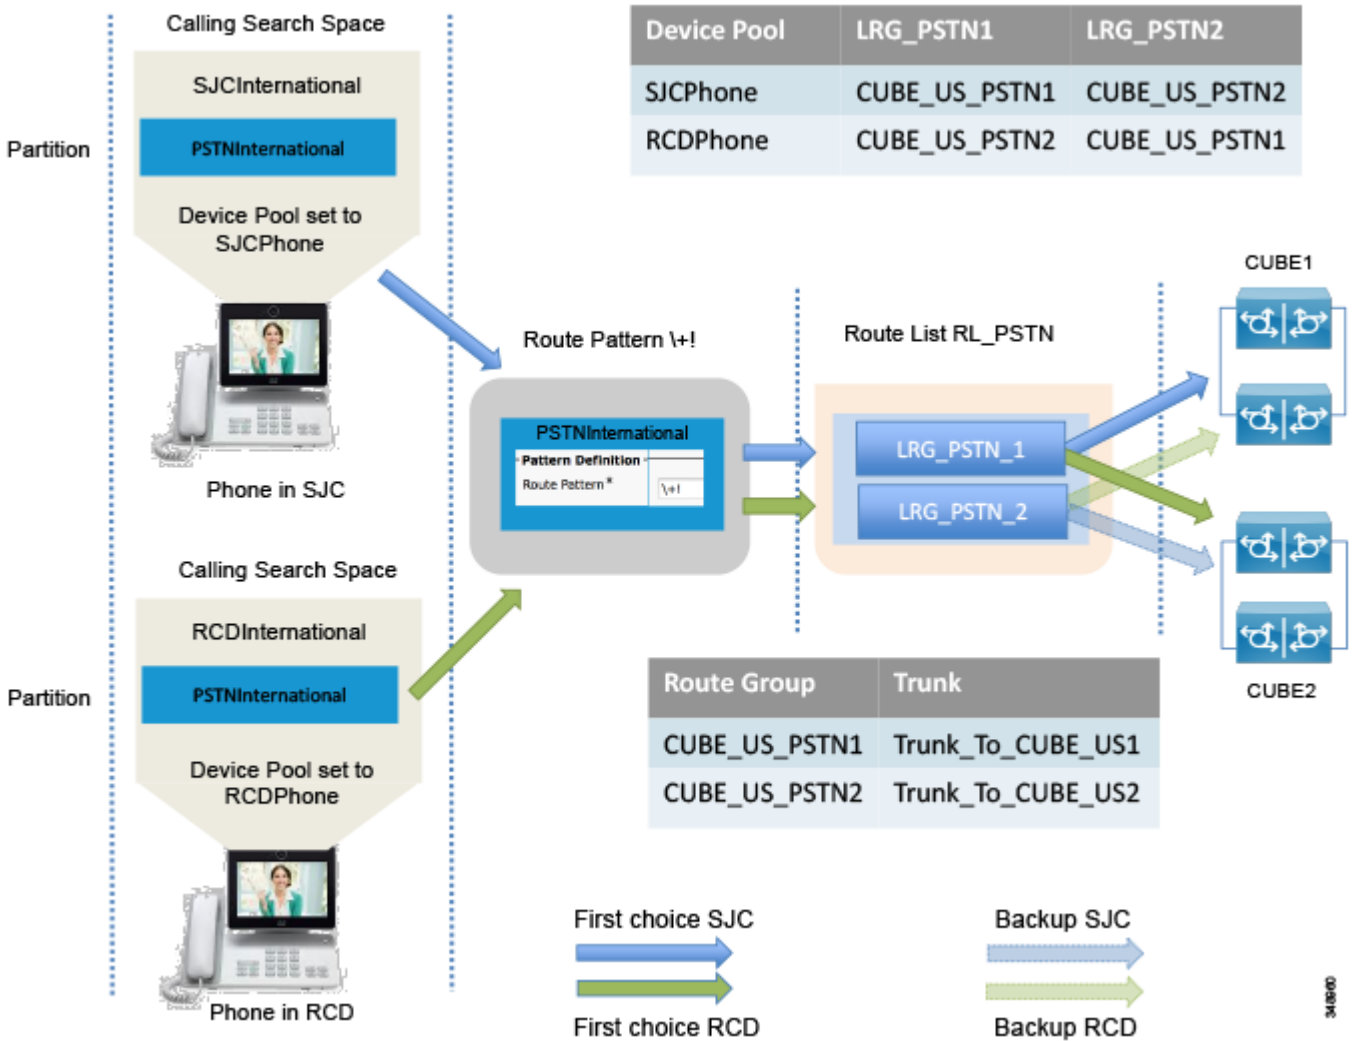 Calling Search Space
SJCInternational
Partition
PSTNInternational
Device Pool set to
SJCPhone
Phone in SJC
Calling Search Space
RCDInternational
Partition
PSTNInternational
Device Pool set to
RCDPhone
Phone in RCD
Device Pool LRG_PSTN1 LRG_PSTN2
SJCPhone CUBE_US_PSTN1 CUBE_US_PSTN2
RCDPhone CUBE_US_PSTN2 CUBE_US_PSTN1
Route Pattern \+!
PSTNInternational
Pattern Definition
Route Pattern* \+!
Route List RL_PSTN
LRG_PSTN_1
LRG_PSTN_2
CUBE1
CUBE2
Route Group Trunk
CUBE_US_PSTN1 Trunk_To_CUBE_US1
CUBE_US_PSTN2 Trunk_To_CUBE_US2
First choice SJC
First choice RCD
Backup SJC
Backup RCD
348960